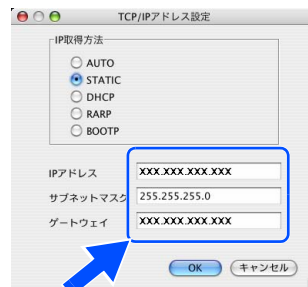 TCP/IPアドレス設定
IP取得方法
AUTO
STATIC
DHCP
RARP
BOOTP
IPアドレス XXX.XXX.XXX.XXX
サブネットマスク 255.255.255.0
ゲートウェイ XXX.XXX.XXX.XXX
OK キャンセル